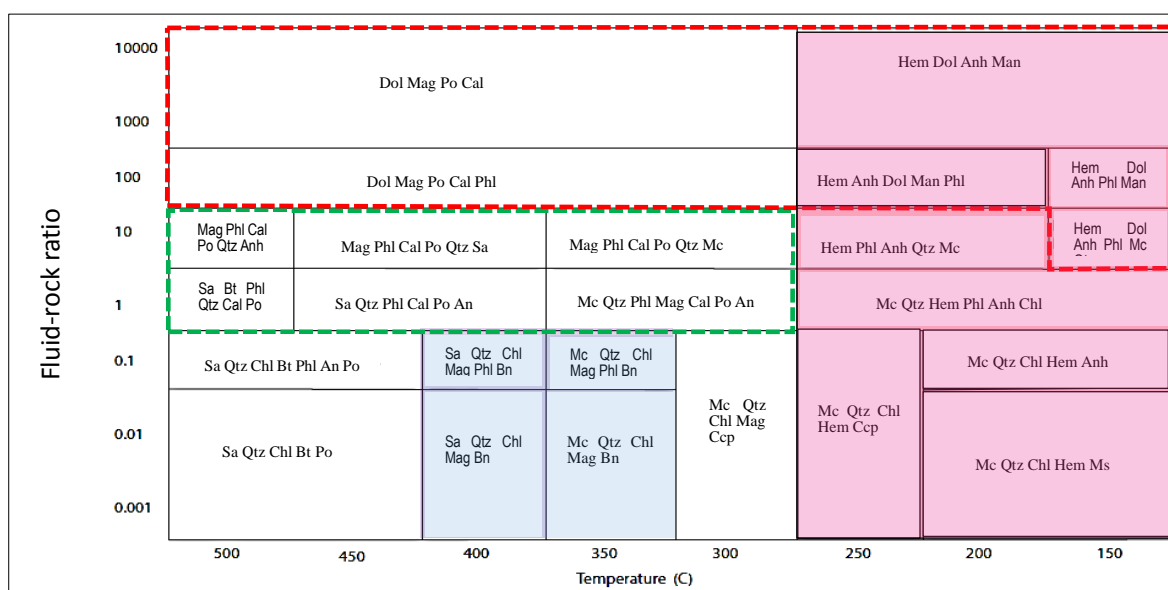 10000
Dol Mag Po Cal
Hem Dol Anh Man
1000
100
Dol Mag Po Cal Phl
Hem Anh Dol Man Phl
Hem Dol
Anh Phl Man
10
Mag Phl Cal
Po Qtz Anh
Mag Phl Cal Po Qtz Sa
Mag Phl Cal Po Qtz Mc
Hem Phl Anh Qtz Mc
Hem Dol
Anh Phl Mc
1
Sa Bt Phl
Qtz Cal Po
Sa Qtz Phl Cal Po An
Mc Qtz Phl Mag Cal Po An
Mc Qtz Hem Phl Anh Chl
Fluid-rock ratio
0.1
Sa Qtz Chl Bt Phl An Po
Sa Qtz Chl
Mag Phl Bn
Mc Qtz Chl
Mag Phl Bn
Mc Qtz Chl Hem Anh
0.01
Sa Qtz Chl Bt Po
Sa Qtz Chl
Mag Bn
Mc Qtz Chl
Mag Bn
Mc Qtz
Chl Mag
Ccp
Mc Qtz Chl
Hem Ccp
Mc Qtz Chl Hem Ms
0.001
500 450 400 350 300 250 200 150
Temperature (C)